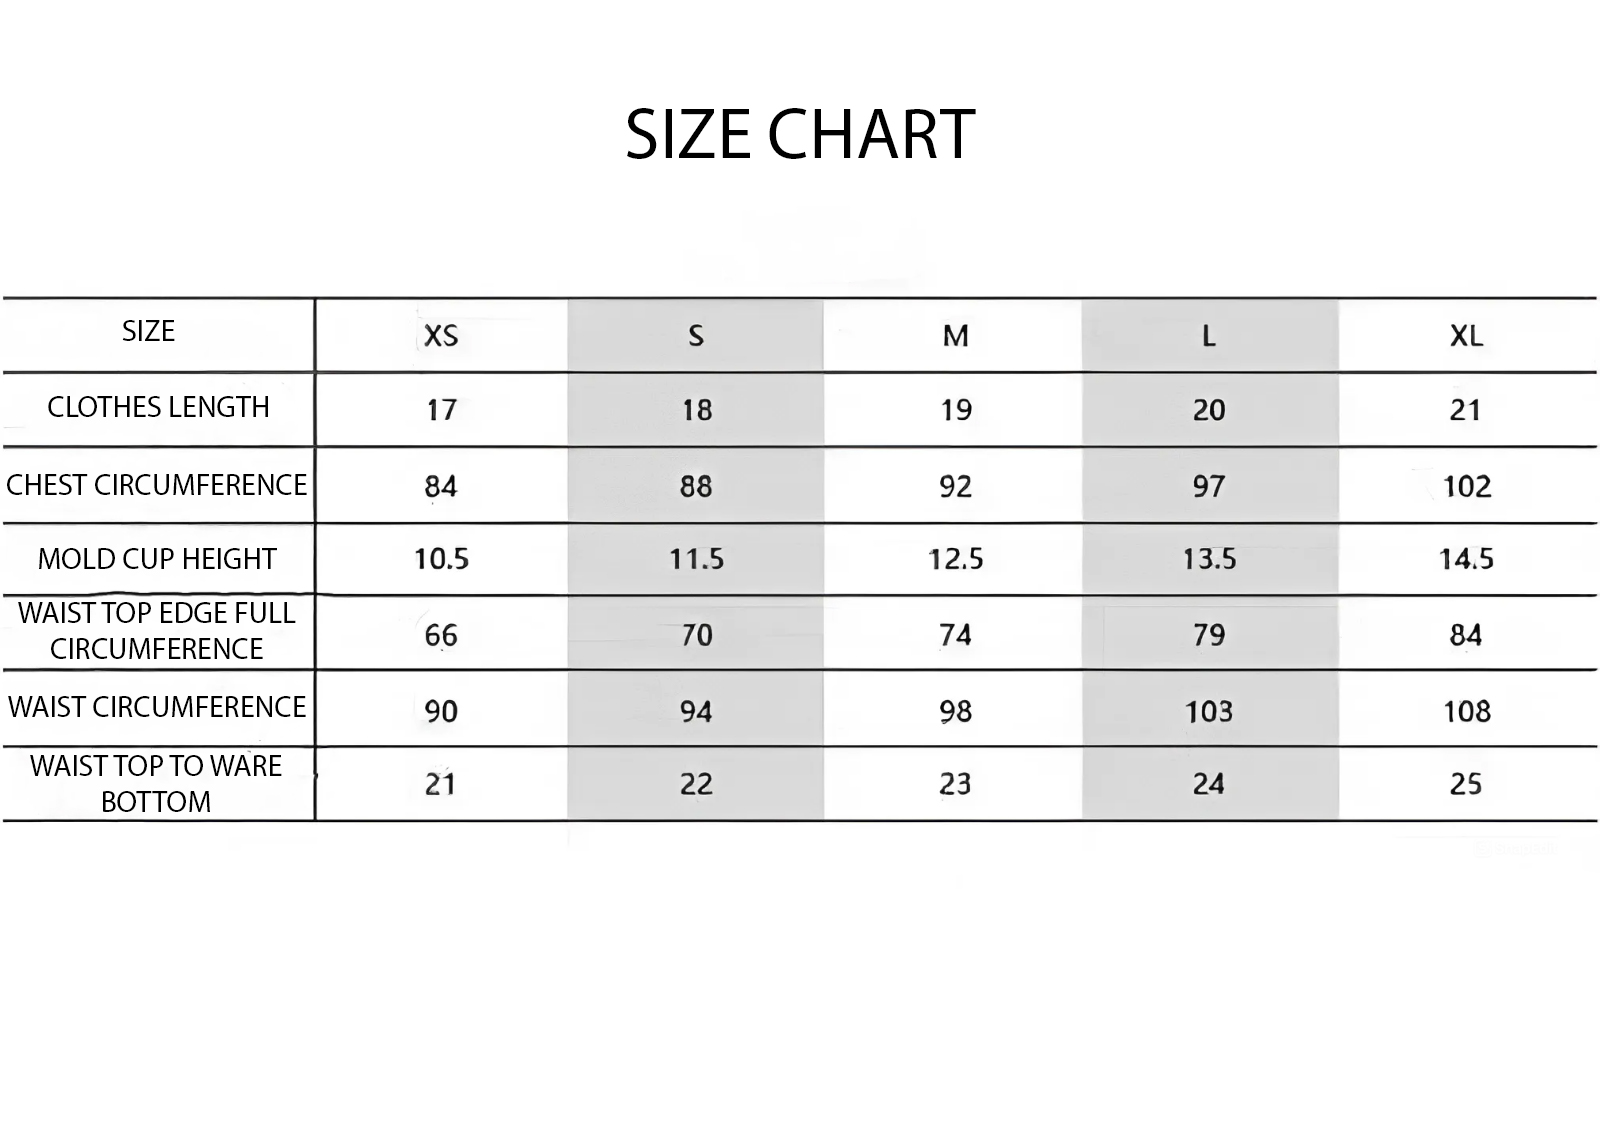 SIZE CHART
SIZE XS S M L XL
CLOTHES LENGTH 17 18 19 20 21
CHEST CIRCUMFERENCE 84 88 92 97 102
MOLD CUP HEIGHT 10.5 11.5 12.5 13.5 14.5
WAIST TOP EDGE FULL
CIRCUMFERENCE 66 70 74 79 84
WAIST CIRCUMFERENCE 90 94 98 103 108
WAIST TOP TO WARE
BOTTOM 21 22 23 24 25